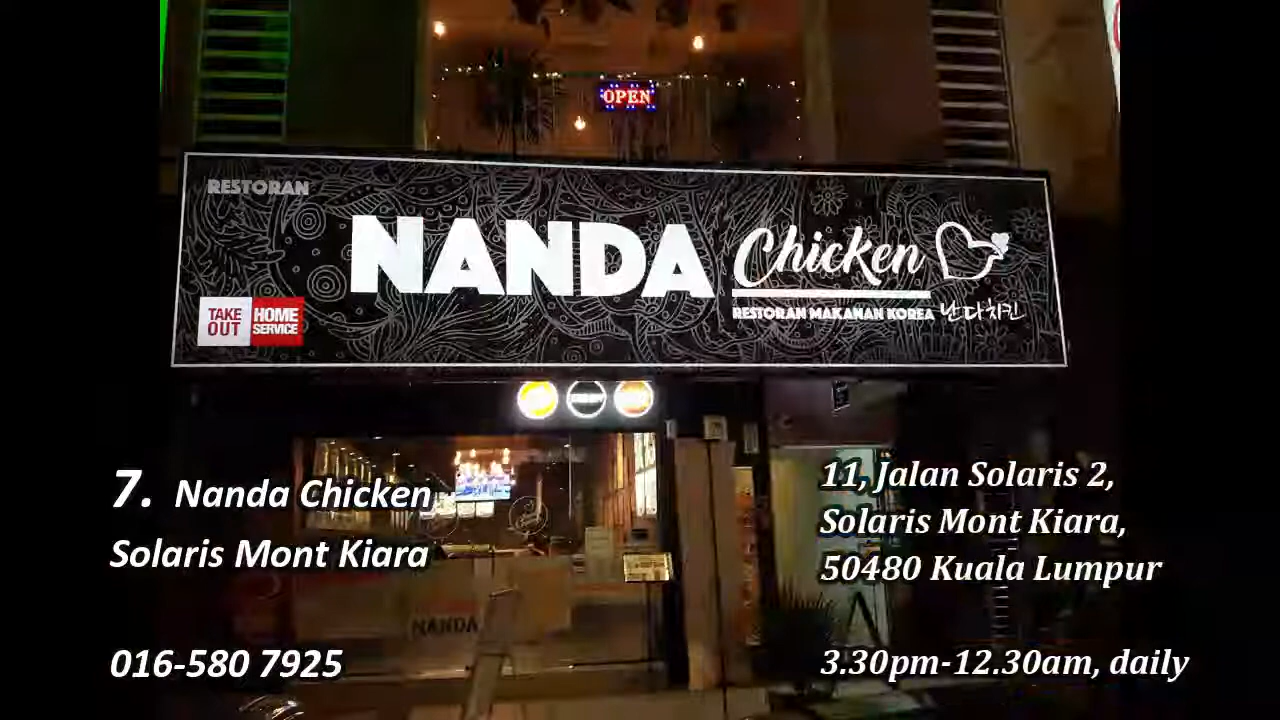 OPEN
RESTORAN
NANDA Chicken
RESTORAN MAKANAN KOREA 난다치킨
TAKE OUT
HOME SERVICE
7. Nanda Chicken,
Solaris Mont Kiara
016-580 7925
11, Jalan Solaris 2,
Solaris Mont Kiara,
50480 Kuala Lumpur
3.30pm-12.30am, daily
NANDA